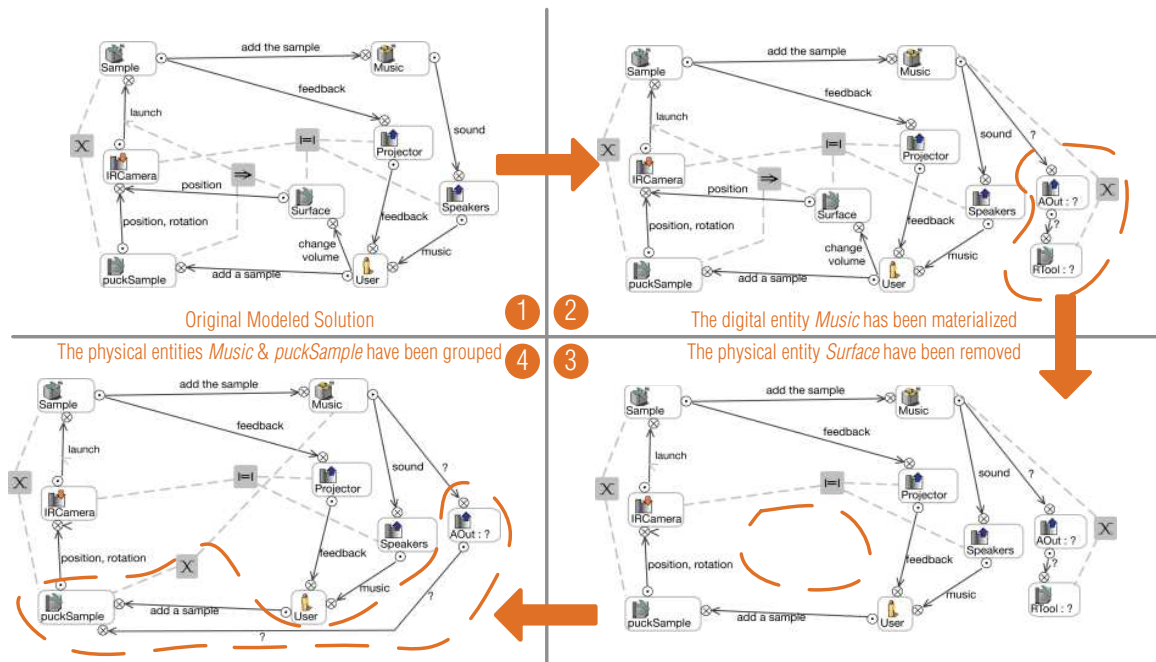 Sample
add the sample
Music
feedback
launch
sound
X
|=|
Projector
IRCamera
⇒
position
Surface
Speakers
position, rotation
feedback
change
volume
music
puckSample
add a sample
User
Original Modeled Solution
1
Sample
add the sample
Music
feedback
launch
sound
?
X
|=|
Projector
IRCamera
⇒
X
position
Surface
Speakers
AOut : ?
position, rotation
feedback
?
change
volume
music
RTool : ?
puckSample
add a sample
User
2
The digital entity Music has been materialized
The physical entities Music & puckSample have been grouped
4
Sample
add the sample
Music
feedback
launch
sound
?
X
|=|
Projector
IRCamera
Speakers
AOut : ?
position, rotation
X
feedback
music
?
puckSample
add a sample
User
?
3
The physical entity Surface have been removed
Sample
add the sample
Music
feedback
launch
sound
?
X
|=|
Projector
IRCamera
X
Speakers
AOut : ?
position, rotation
feedback
?
music
RTool : ?
puckSample
add a sample
User